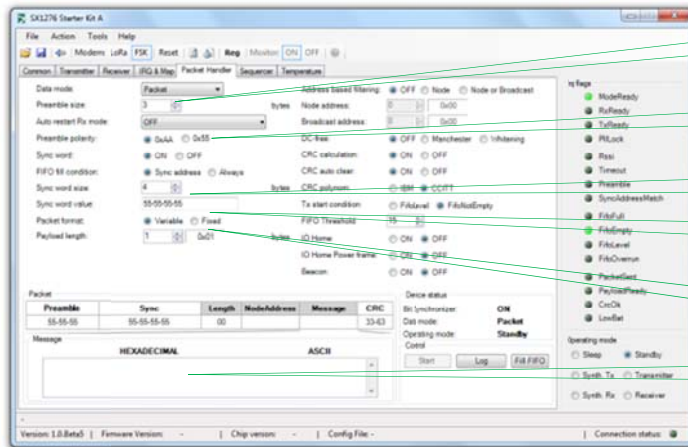 SX1276 Starter Kit A
File Action Tools Help
Modem LoRa FSK Reset Reg Monitor ON OFF
Common Transmitter Receiver IRQ & Map Packet Handler Sequencer Temperature
Data mode: Packet
Preamble size: 3 bytes
Auto restart Rx mode: OFF
Preamble polarity: 0xAA 0x55
Sync word: ON OFF
FIFO fill condition: Sync address Always
Sync word size: 4 bytes
Sync word value: 55-55-55-55
Packet format: Variable Fixed
Payload length: 1 0x01 bytes
Address based filtering: OFF Node Node or Broadcast
Node address: 0 0x00
Broadcast address: 0 0x00
DC-free: OFF Manchester Whitening
CRC calculation: ON OFF
CRC auto clear: ON OFF
CRC polynom: IBM CCITT
Tx start condition: FifoLevel FifoNotEmpty
FIFO Threshold: 15
IO Home: ON OFF
IO Home Power frame: ON OFF
Beacon: ON OFF
Irq flags
ModeReady
RxReady
TxReady
PllLock
Rssi
Timeout
Preamble
SyncAddressMatch
FifoFull
FifoEmpty
FifoLevel
FifoOverrun
PacketSent
PayloadReady
CrcOk
LowBat
Packet
Preamble Sync Length NodeAddress Message CRC
55-55-55 55-55-55-55 00 33-63
Message
HEXADECIMAL ASCII
Device status
Bit Synchronizer: ON
Data mode: Packet
Operating mode: Standby
Control
Start Log Fill FIFO
Operating mode
Sleep Standby
Synth. Tx Transmitter
Synth. Rx Receiver
-
Version: 1.0.Beta5 | Firmware Version: - | Chip version: - | Config File: - | Connection status: